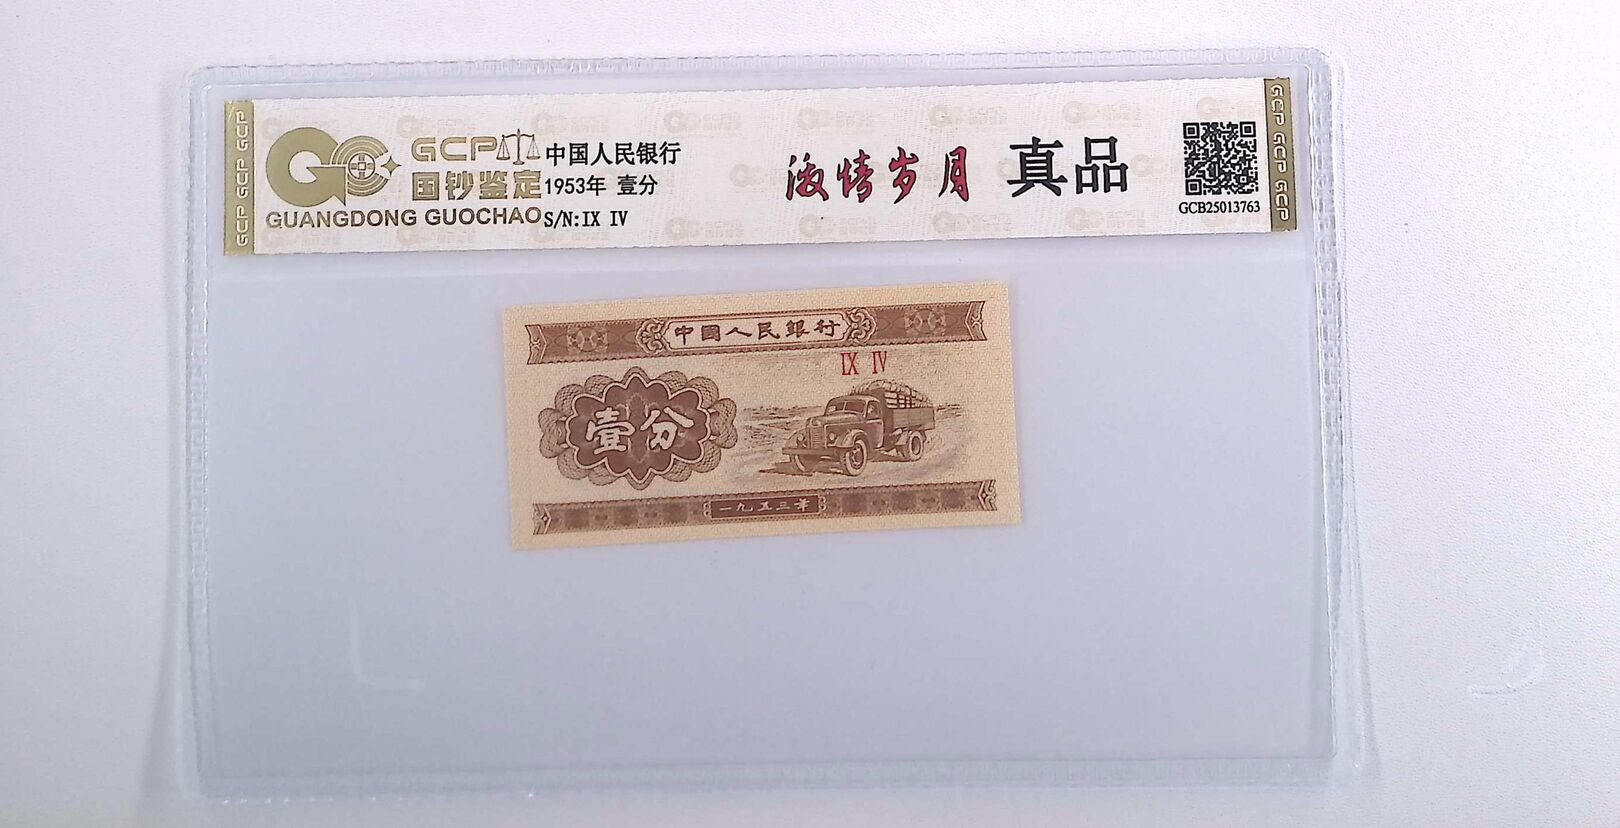 GCP
国钞鉴定
GUANGDONG GUOCHAO
中国人民银行
1953年 壹分
S/N:IX IV
激情岁月
真品
GCB25013763
GCP GCP GCP
GCP GCP GCP
中國人民銀行
IX IV
壹分
一九五三年